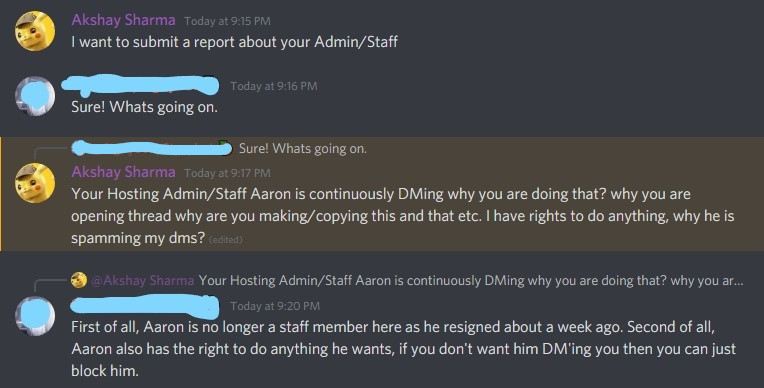 Akshay Sharma Today at 9:15 PM
I want to submit a report about your Admin/Staff
Today at 9:16 PM
Sure! Whats going on.
Sure! Whats going on.
Akshay Sharma Today at 9:17 PM
Your Hosting Admin/Staff Aaron is continuously DMing why you are doing that? why you are
opening thread why are you making/copying this and that etc. I have rights to do anything, why he is
spamming my dms? (edited)
@Akshay Sharma Your Hosting Admin/Staff Aaron is continuously DMing why you are doing that? why you ar...
Today at 9:20 PM
First of all, Aaron is no longer a staff member here as he resigned about a week ago. Second of all,
Aaron also has the right to do anything he wants, if you don't want him DM'ing you then you can just
block him.